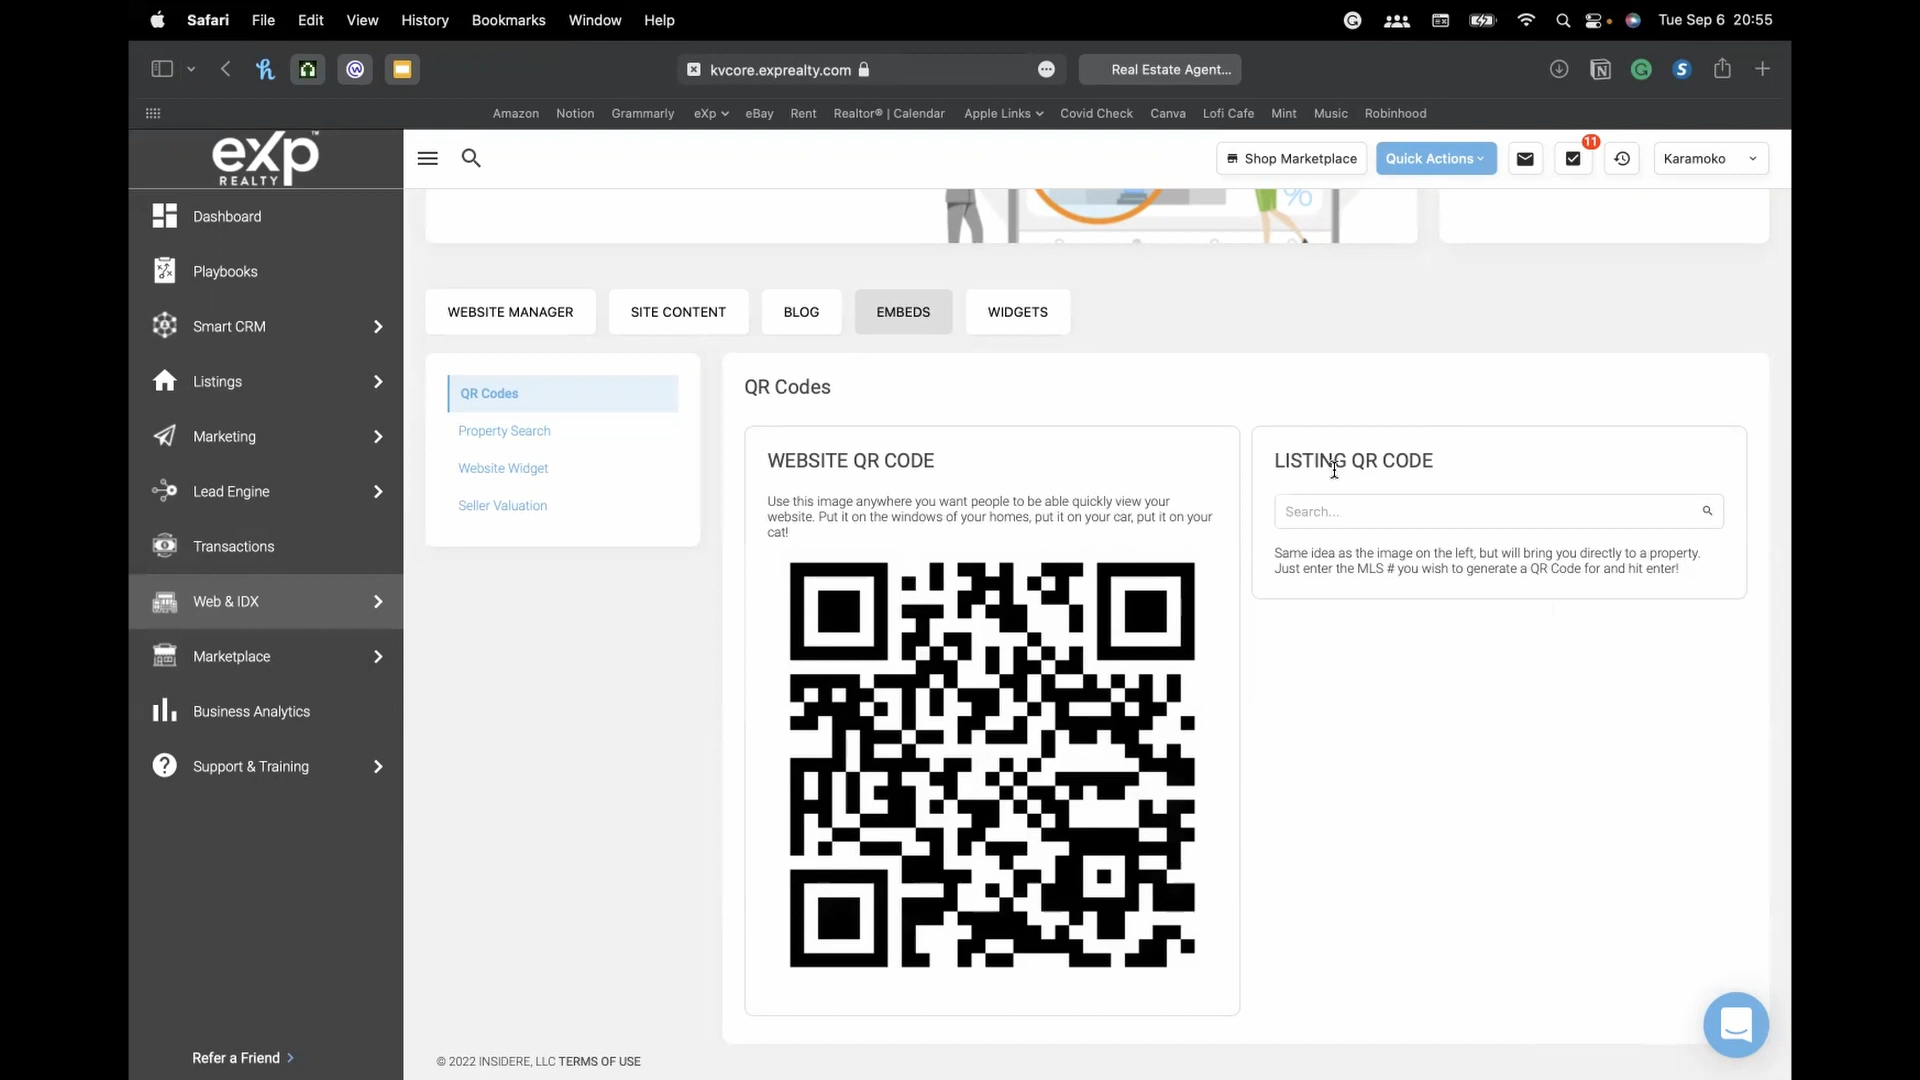 Safari File Edit View History Bookmarks Window Help Tue Sep 6 20:55
kvcore.exprealty.com Real Estate Agent...
Amazon Notion Grammarly eXp eBay Rent Realtor® | Calendar Apple Links Covid Check Canva Lofi Cafe Mint Music Robinhood
eXp
REALTY
Shop Marketplace Quick Actions 11 Karamoko
Dashboard
Playbooks
Smart CRM
Listings
Marketing
Lead Engine
Transactions
Web & IDX
Marketplace
Business Analytics
Support & Training
Refer a Friend
%
WEBSITE MANAGER SITE CONTENT BLOG EMBEDS WIDGETS
QR Codes
Property Search
Website Widget
Seller Valuation
QR Codes
WEBSITE QR CODE
Use this image anywhere you want people to be able quickly view your
website. Put it on the windows of your homes, put it on your car, put it on your
cat!
LISTING QR CODE
Search...
Same idea as the image on the left, but will bring you directly to a property.
Just enter the MLS # you wish to generate a QR Code for and hit enter!
© 2022 INSIDERE, LLC TERMS OF USE